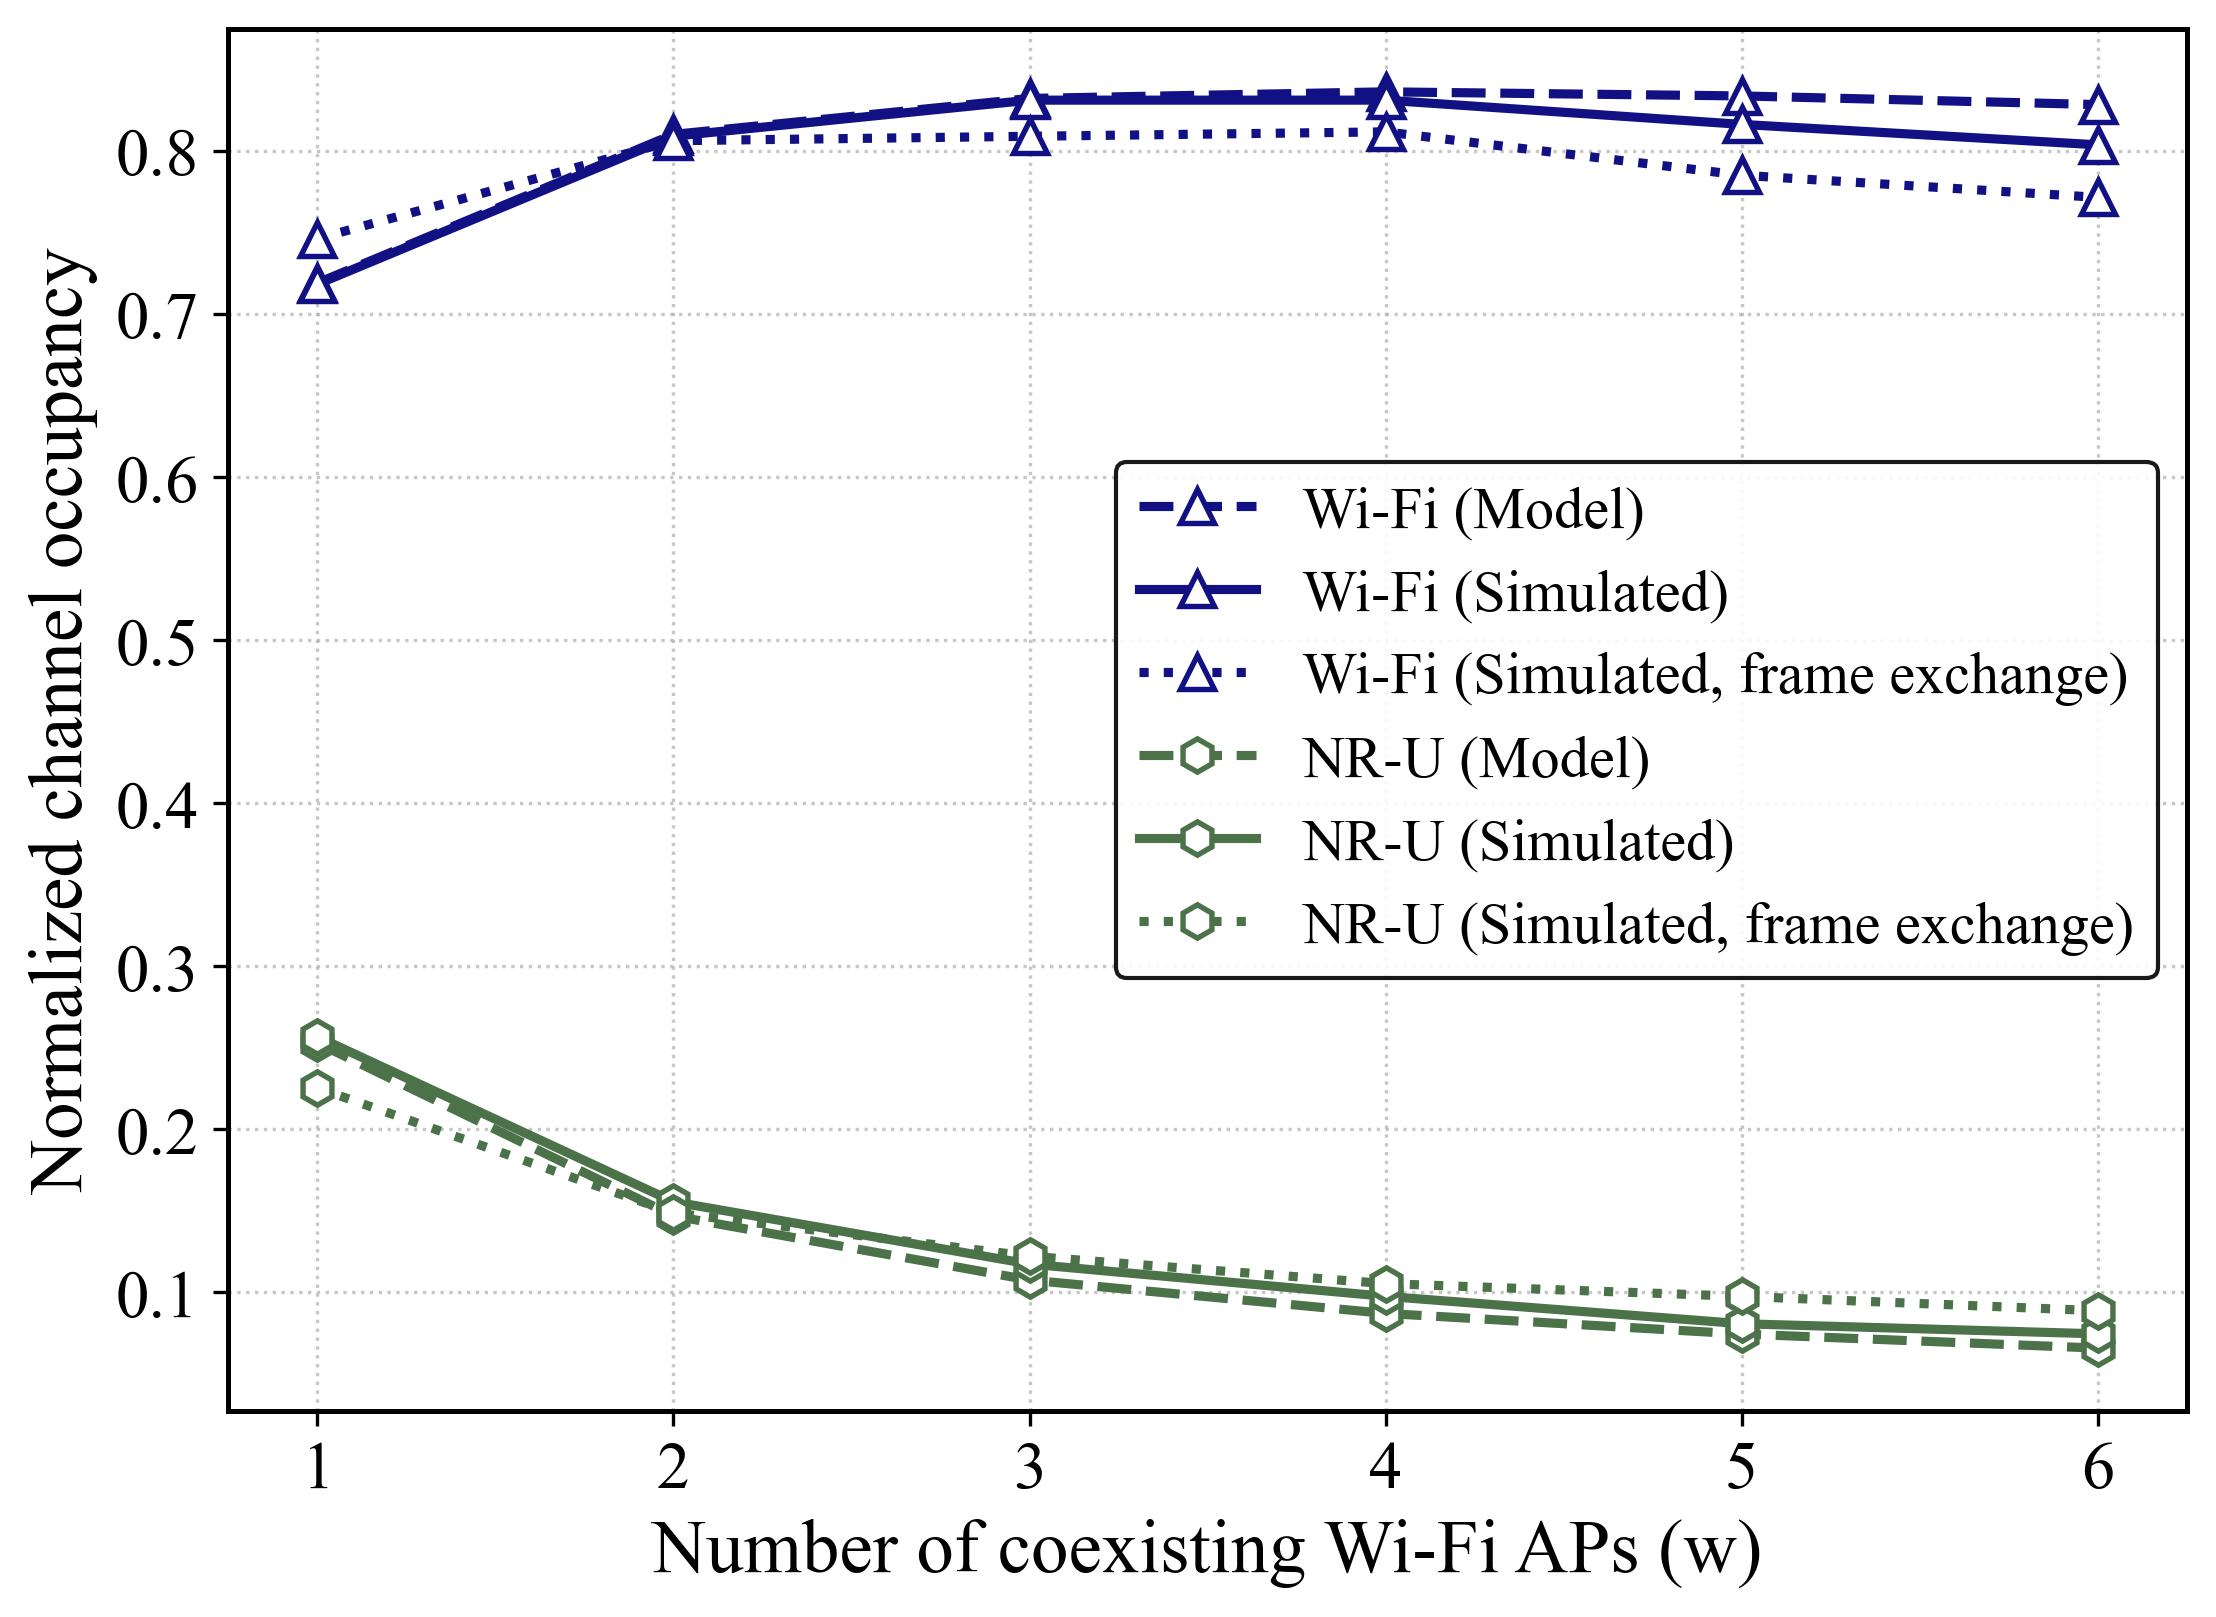 Normalized channel occupancy
0.8
0.7
0.6
0.5
0.4
0.3
0.2
0.1
Wi-Fi (Model)
Wi-Fi (Simulated)
Wi-Fi (Simulated, frame exchange)
NR-U (Model)
NR-U (Simulated)
NR-U (Simulated, frame exchange)
1 2 3 4 5 6
Number of coexisting Wi-Fi APs (w)